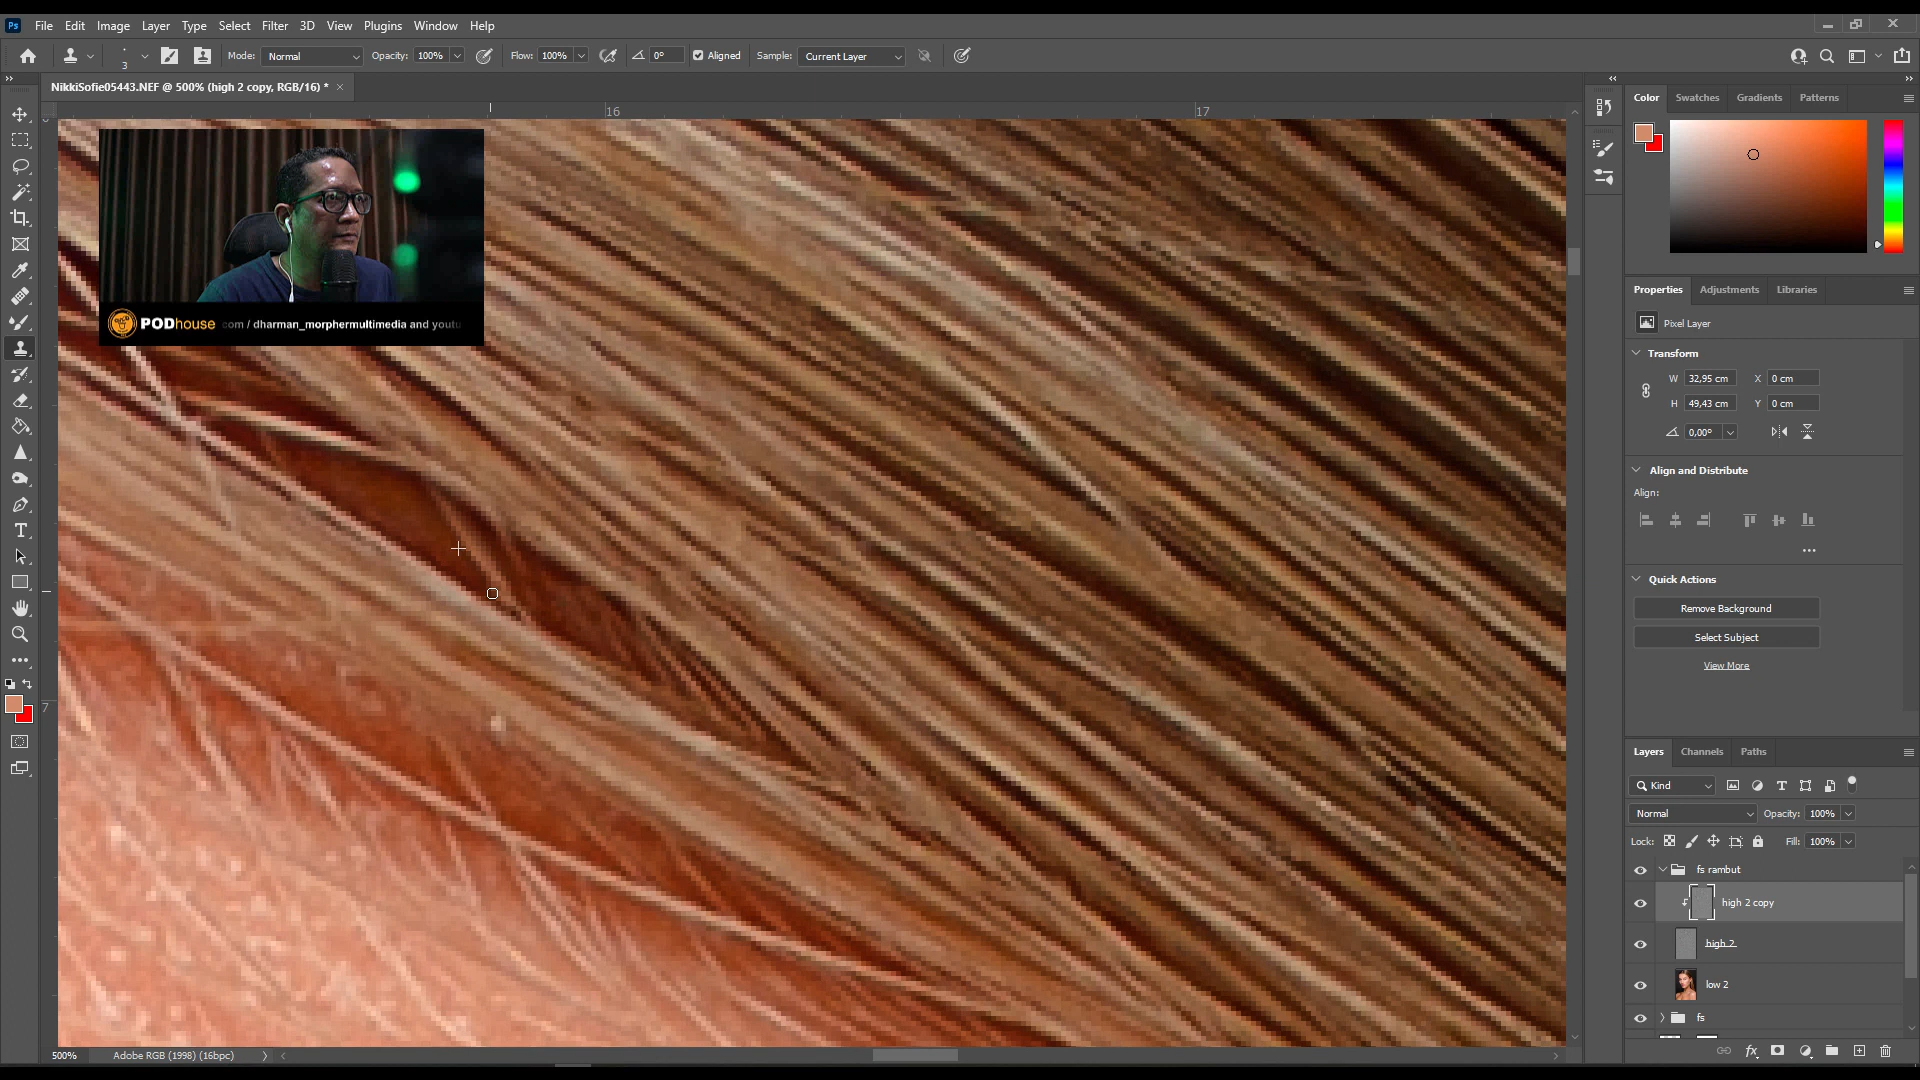 Ps File Edit Image Layer Type Select Filter 3D View Plugins Window Help
3 Mode: Normal Opacity: 100% Flow: 100% 0° Aligned Sample: Current Layer
NikkiSofie05443.NEF @ 500% (high 2 copy, RGB/16) *
16 17
7
PODhouse com / dharman_morphermultimedia and youtu
Color Swatches Gradients Patterns
Properties Adjustments Libraries
Pixel Layer
Transform
W 32,95 cm X 0 cm
H 49,43 cm Y 0 cm
0,00°
Align and Distribute
Align:
Quick Actions
Remove Background
Select Subject
View More
Layers Channels Paths
Kind
Normal Opacity: 100%
Lock: Fill: 100%
fs rambut
high 2 copy
high 2
low 2
fs
fx
500% Adobe RGB (1998) (16bpc)